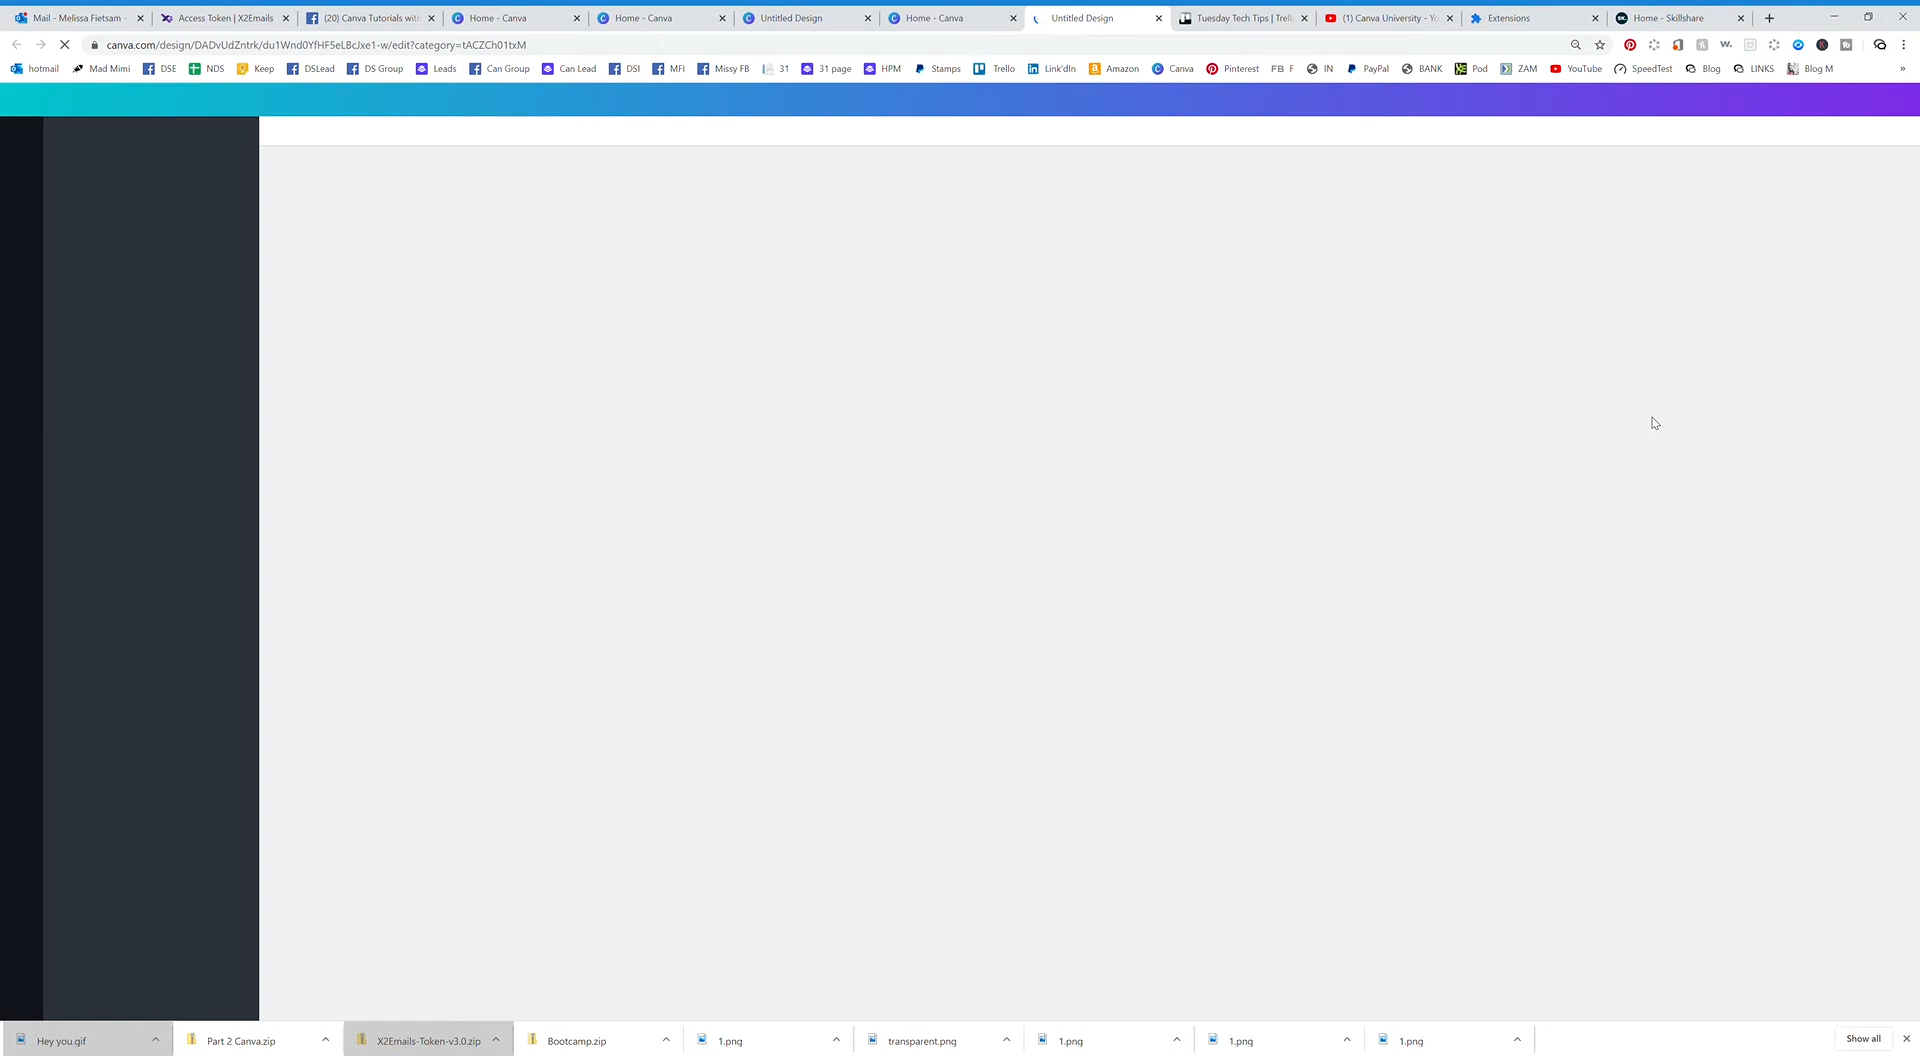 Mail - Melissa Fietsam - Access Token | X2Emails (20) Canva Tutorials with Home - Canva Home - Canva Untitled Design Home - Canva Untitled Design Tuesday Tech Tips | Trell (1) Canva University - Yo Extensions Home - Skillshare
canva.com/design/DADvUdZntrk/du1Wnd0YfHF5eLBcJxe1-w/edit?category=tACZCh01txM
hotmail Mad Mimi DSE NDS Keep DSLead DS Group Leads Can Group Can Lead DSI MFI Missy FB 31 31 page HPM Stamps Trello Link'dIn Amazon Canva Pinterest FB F IN PayPal BANK Pod ZAM YouTube SpeedTest Blog LINKS Blog M »
Hey you.gif Part 2 Canva.zip X2Emails-Token-v3.0.zip Bootcamp.zip 1.png transparent.png 1.png 1.png 1.png Show all